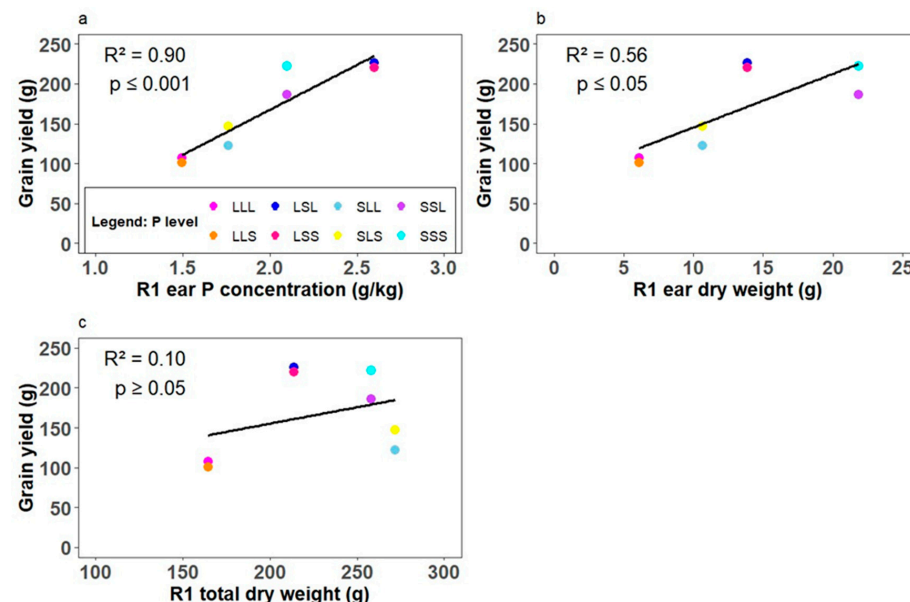 a
R² = 0.90
p ≤ 0.001
Grain yield (g)
250
200
150
100
50
0
Legend: P level
LLL
LSL
SLL
SSL
LLS
LSS
SLS
SSS
1.0
1.5
2.0
2.5
3.0
R1 ear P concentration (g/kg)
b
R² = 0.56
p ≤ 0.05
Grain yield (g)
250
200
150
100
50
0
0
5
10
15
20
25
R1 ear dry weight (g)
c
R² = 0.10
p ≥ 0.05
Grain yield (g)
250
200
150
100
50
0
100
150
200
250
300
R1 total dry weight (g)